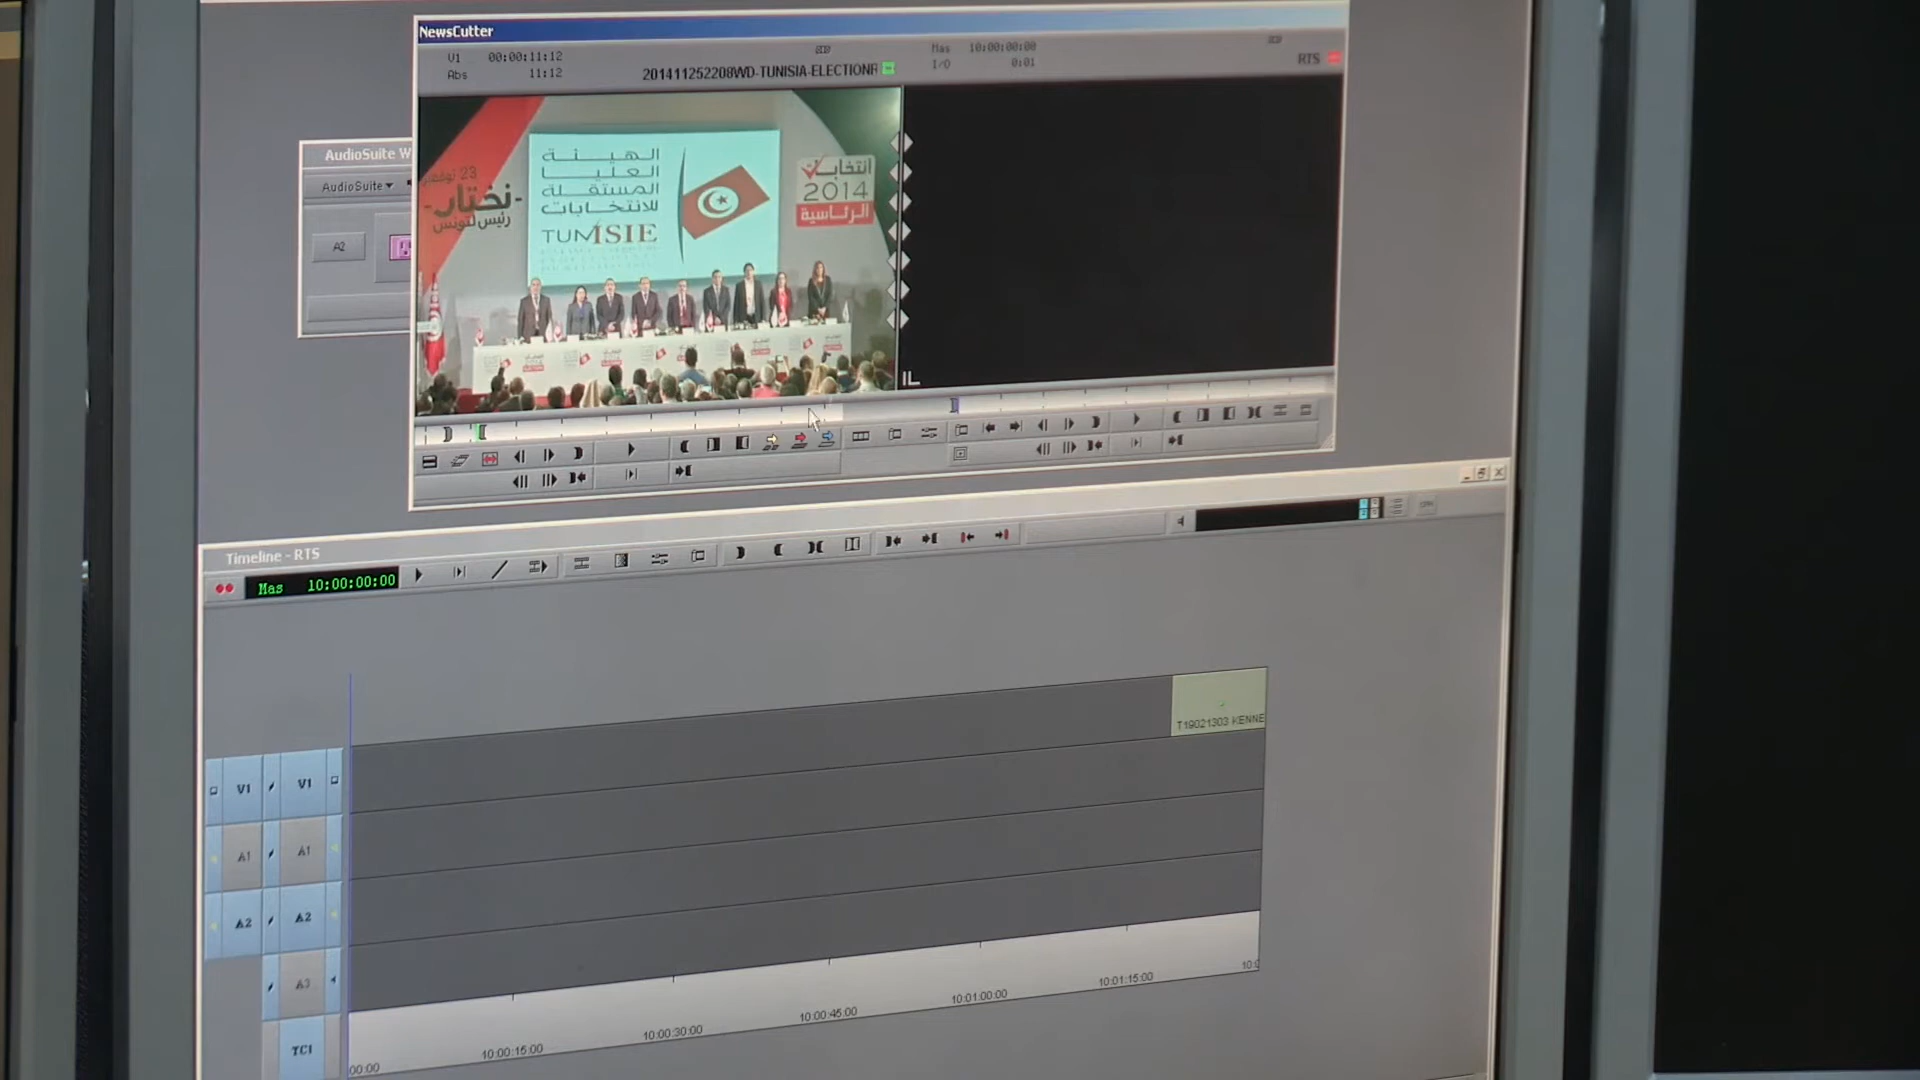 NewsCutter
V1 00:00:11:12
Abs 11:12
201411252208WD-TUNISIA-ELECTIONR
Mas 10:00:00:00
I/O 0:01
RTS
AudioSuite W
AudioSuite
A2
23 نوفمبر
-نختار-
رئيس لتونس
الهيئة
العليا
المستقلة
للانتخابات
TUNISIE
انتخابات
2014
الرئاسية
IL
Timeline - RTS
Mas 10:00:00:00
T19021303 KENNE
V1 V1
A1 A1
A2 A2
A3
TC1
00:00 10:00:15:00 10:00:30:00 10:00:45:00 10:01:00:00 10:01:15:00 10:0